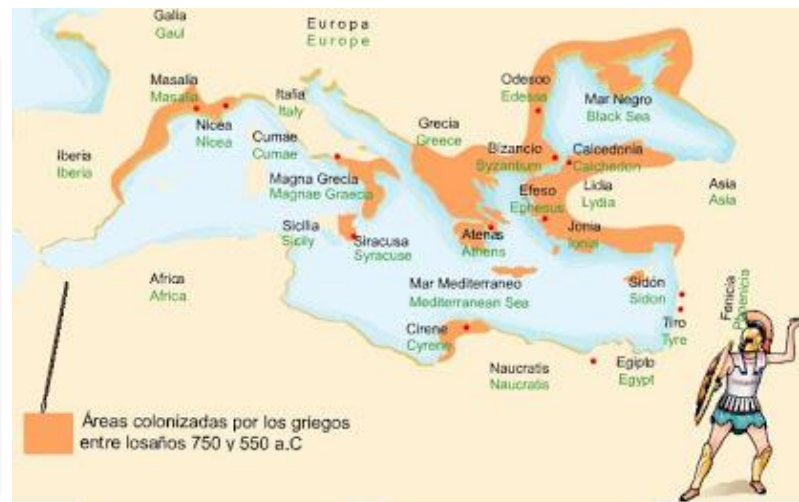 Galia
Gaul
Europa
Europe
Masalia
Masalia
Nicea
Nicea
Italia
Italy
Cumae
Cumae
Grecia
Greece
Odesoo
Edessa
Mar Negro
Black Sea
Bizancio
Byzantium
Calcedonia
Calchedon
Iberia
Iberia
Magna Grecia
Magnae Graecia
Efeso
Ephesus
Lidia
Lydia
Asia
Asia
Sicilia
Sicily
Siracusa
Syracuse
Atenas
Athens
Jonia
Ionia
Africa
Africa
Mar Mediterraneo
Mediterranean Sea
Sidón
Sidon
Fenicia
Phoenicia
Cirene
Cyrene
Tiro
Tyre
Naucratis
Naucratis
Egipto
Egypt
Áreas colonizadas por los griegos
entre losaños 750 y 550 a.C